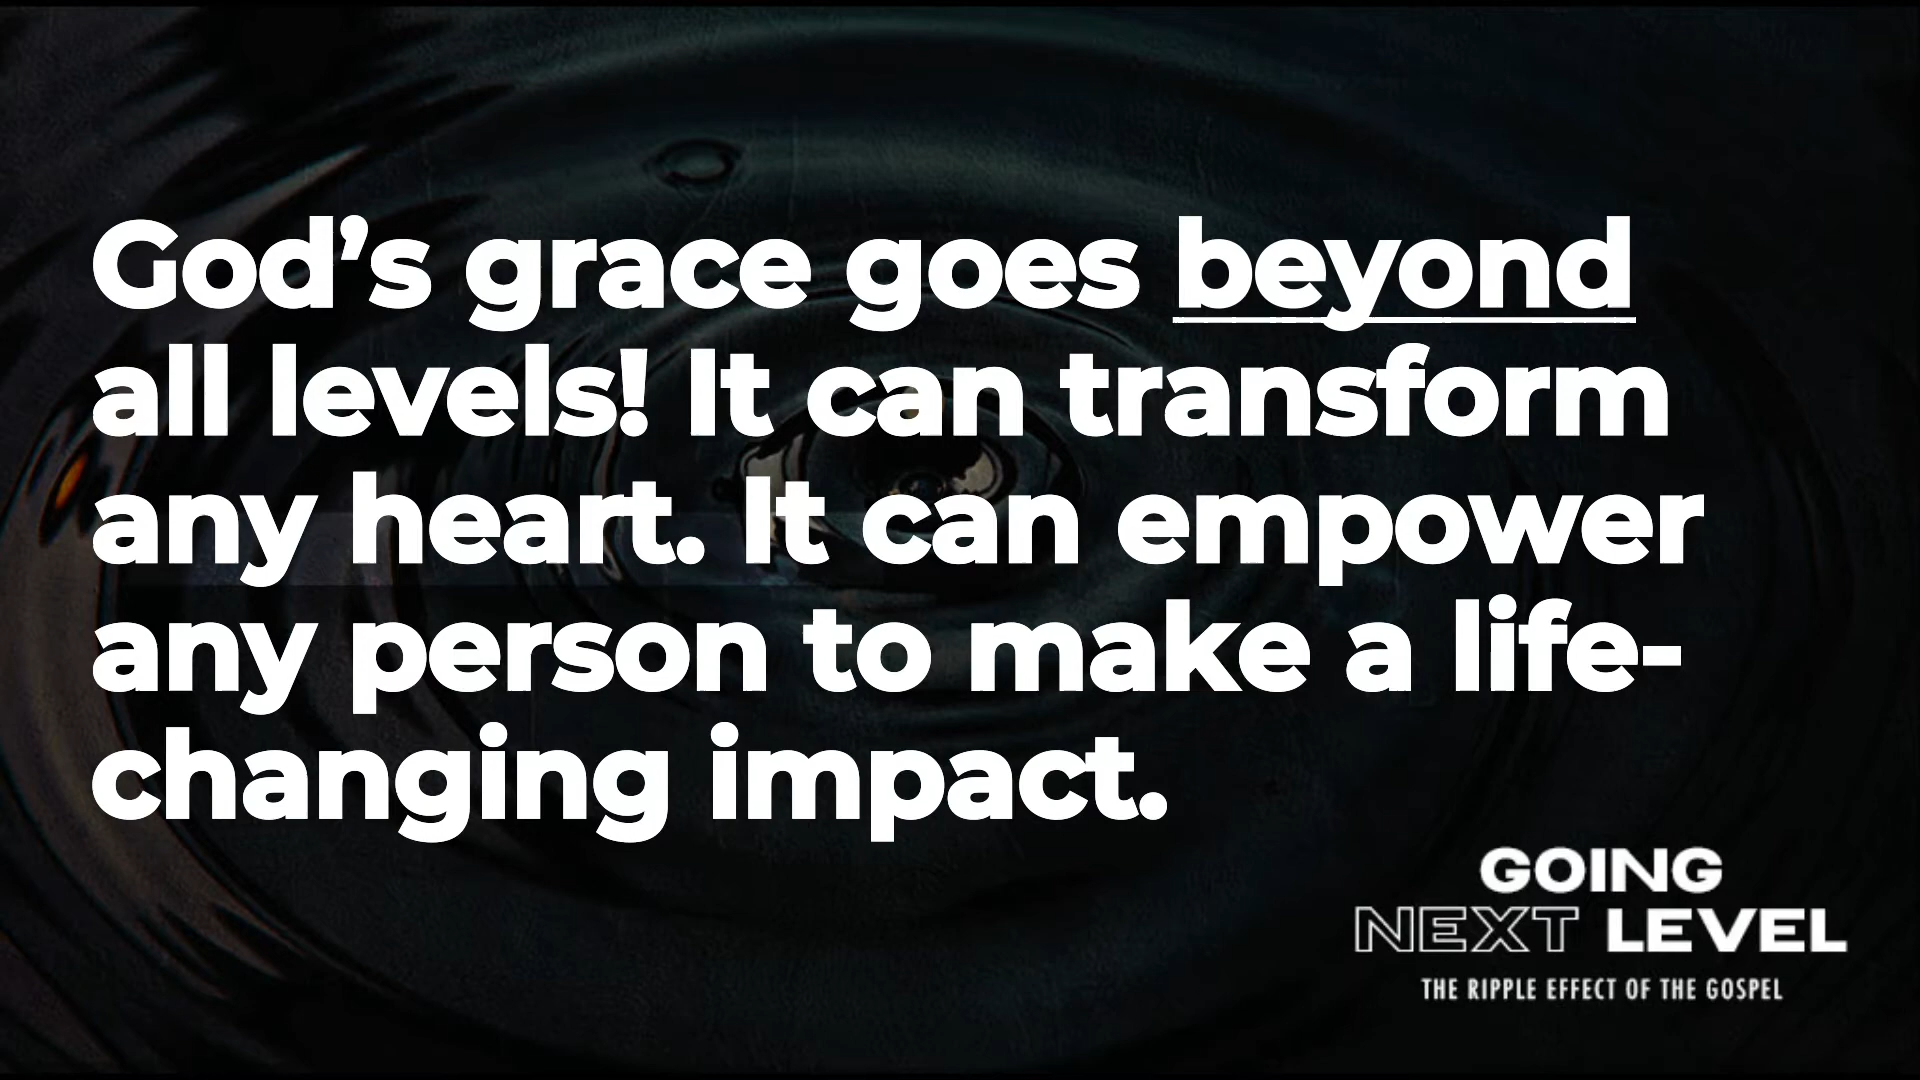 God’s grace goes beyond
all levels! It can transform
any heart. It can empower
any person to make a life-
changing impact.
GOING
NEXT LEVEL
THE RIPPLE EFFECT OF THE GOSPEL